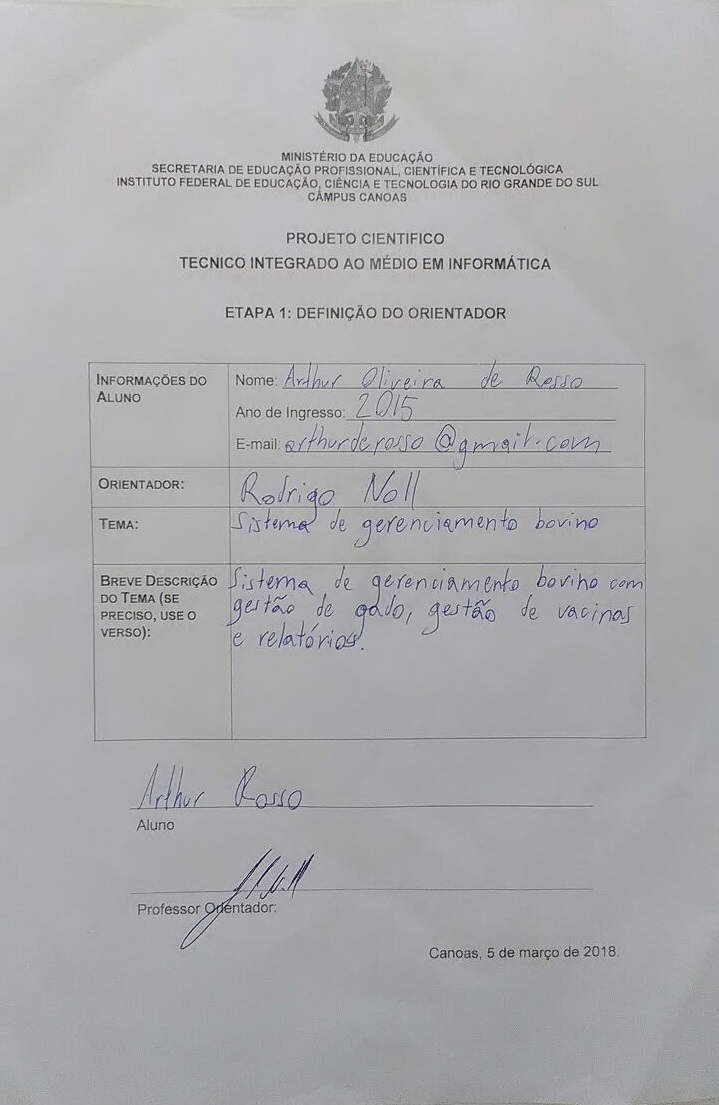 MINISTÉRIO DA EDUCAÇÃO
SECRETARIA DE EDUCAÇÃO PROFISSIONAL, CIENTÍFICA E TECNOLÓGICA
INSTITUTO FEDERAL DE EDUCAÇÃO, CIÊNCIA E TECNOLOGIA DO RIO GRANDE DO SUL
CÂMPUS CANOAS
PROJETO CIENTIFICO
TECNICO INTEGRADO AO MÉDIO EM INFORMÁTICA
ETAPA 1: DEFINIÇÃO DO ORIENTADOR
INFORMAÇÕES DO ALUNO
Nome: Arthur Oliveira de Rosso
Ano de Ingresso: 2015
E-mail: arthurderosso@gmail.com
ORIENTADOR: Rodrigo Noll
TEMA: Sistema de gerenciamento bovino
BREVE DESCRIÇÃO DO TEMA (SE PRECISO, USE O VERSO):
Sistema de gerenciamento bovino com
gestão de gado, gestão de vacinas
e relatórios.
Arthur Rosso
Aluno
Professor Orientador:
Canoas, 5 de março de 2018.